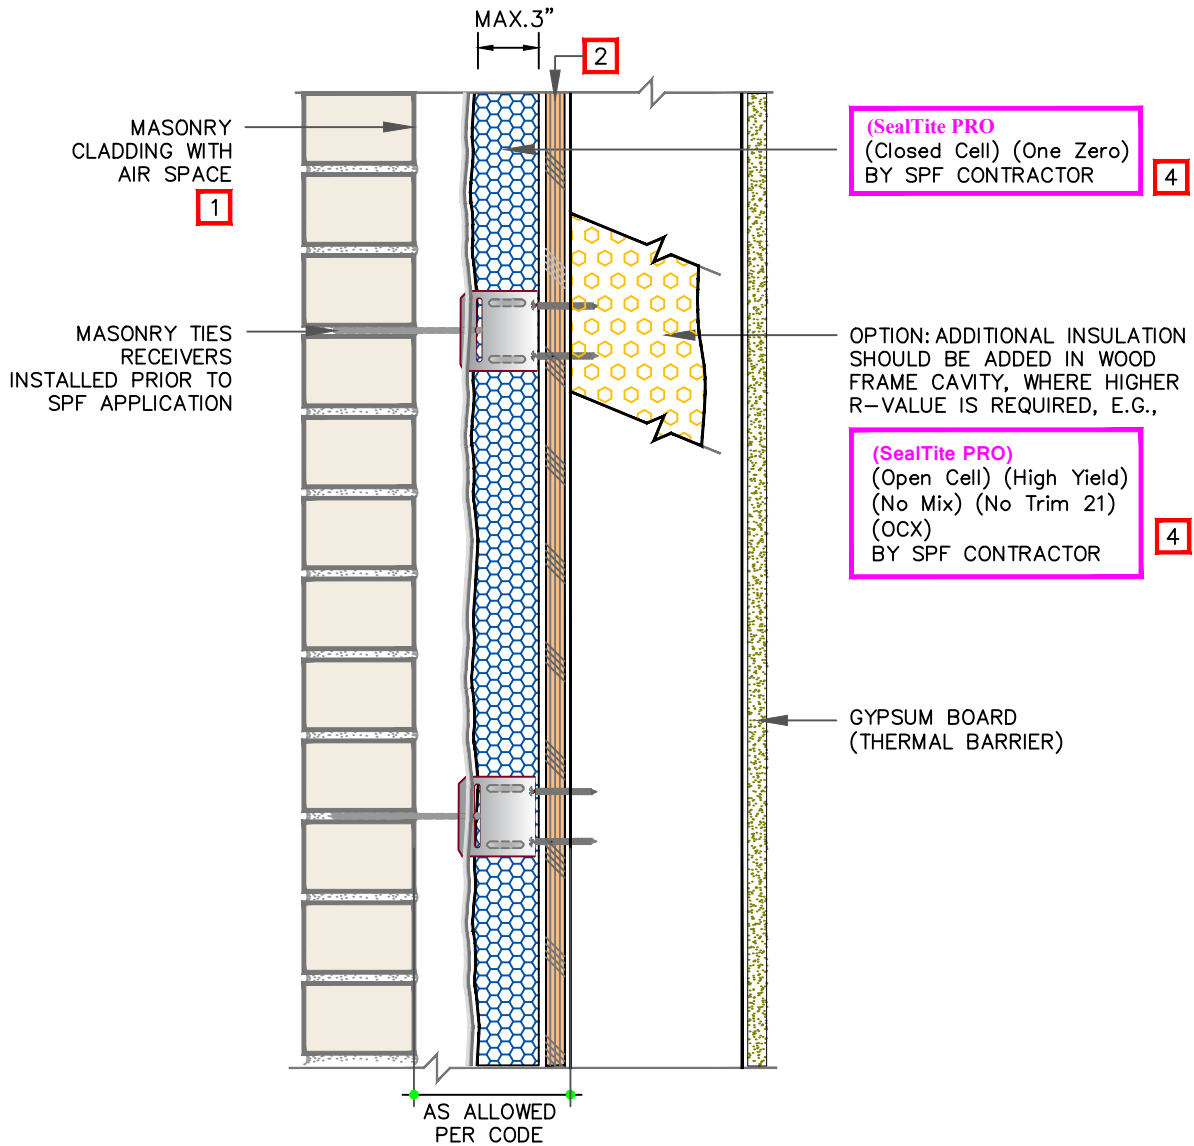 MAX.3”
2
MASONRY
CLADDING WITH
AIR SPACE
1
(SealTite PRO
(Closed Cell) (One Zero)
BY SPF CONTRACTOR
4
MASONRY TIES
RECEIVERS
INSTALLED PRIOR TO
SPF APPLICATION
OPTION: ADDITIONAL INSULATION
SHOULD BE ADDED IN WOOD
FRAME CAVITY, WHERE HIGHER
R-VALUE IS REQUIRED, E.G.,
(SealTite PRO)
(Open Cell) (High Yield)
(No Mix) (No Trim 21)
(OCX)
BY SPF CONTRACTOR
4
GYPSUM BOARD
(THERMAL BARRIER)
AS ALLOWED
PER CODE